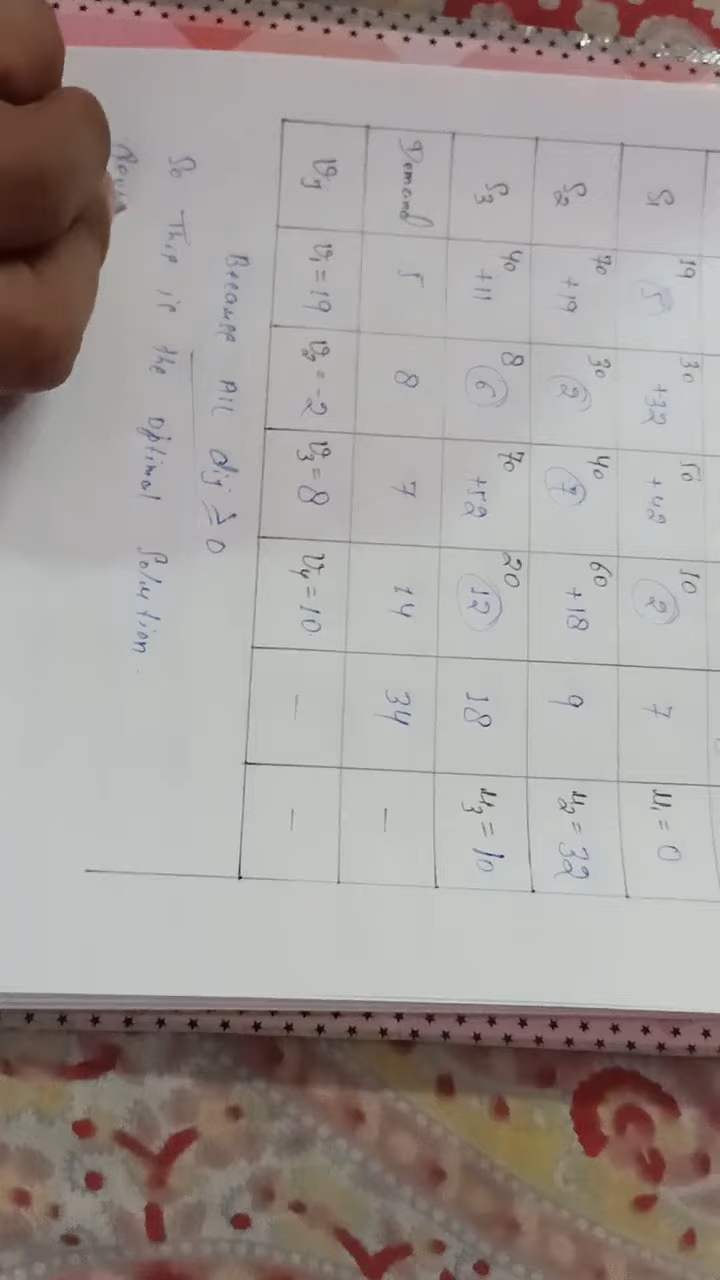 S1 19 (5) 30 +32 50 +42 10 (2) 7 u1 = 0
S2 70 +19 30 (2) 40 (7) 60 +18 9 u2 = 32
S3 40 +11 8 (6) 70 +52 20 (12) 18 u3 = 10
Demand 5 8 7 14 34 — —
vj v1 = 19 v2 = -2 v3 = 8 v4 = 10 — —
Because All dij ≥ 0
So This is the optimal Solution.